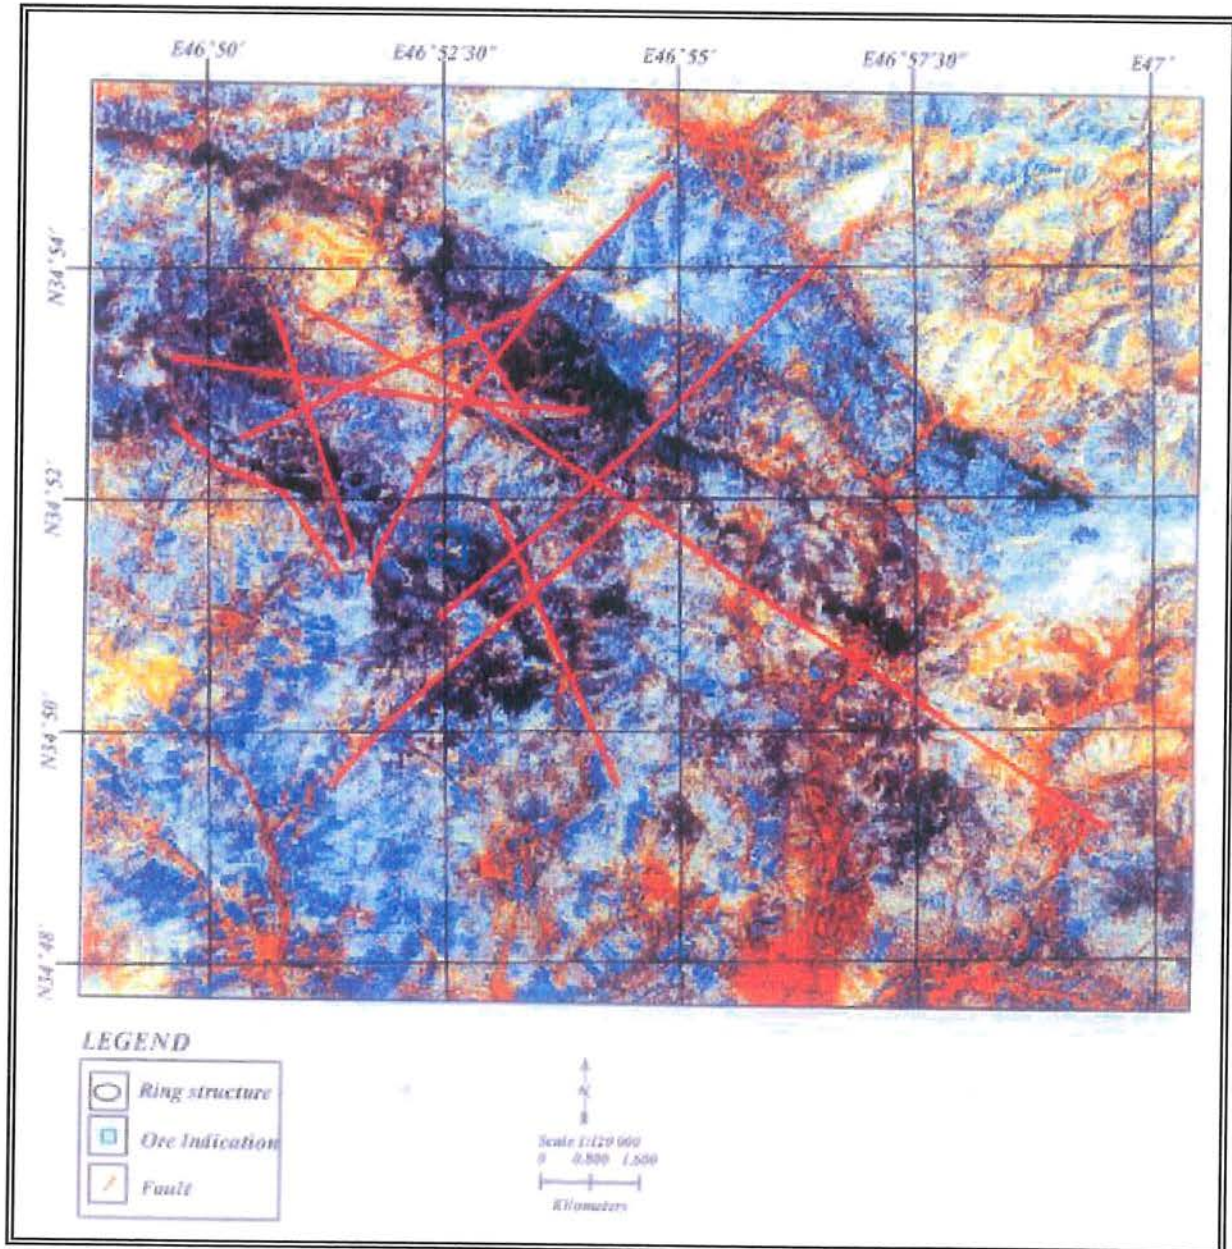 E46°50' E46°52'30" E46°55' E46°57'30" E47°
N34°54'
N34°52'
N34°50'
N34°48'
LEGEND
Ring structure
Ore Indication
Fault
N
Scale 1:120 000
0 0.800 1.600
Kilometers